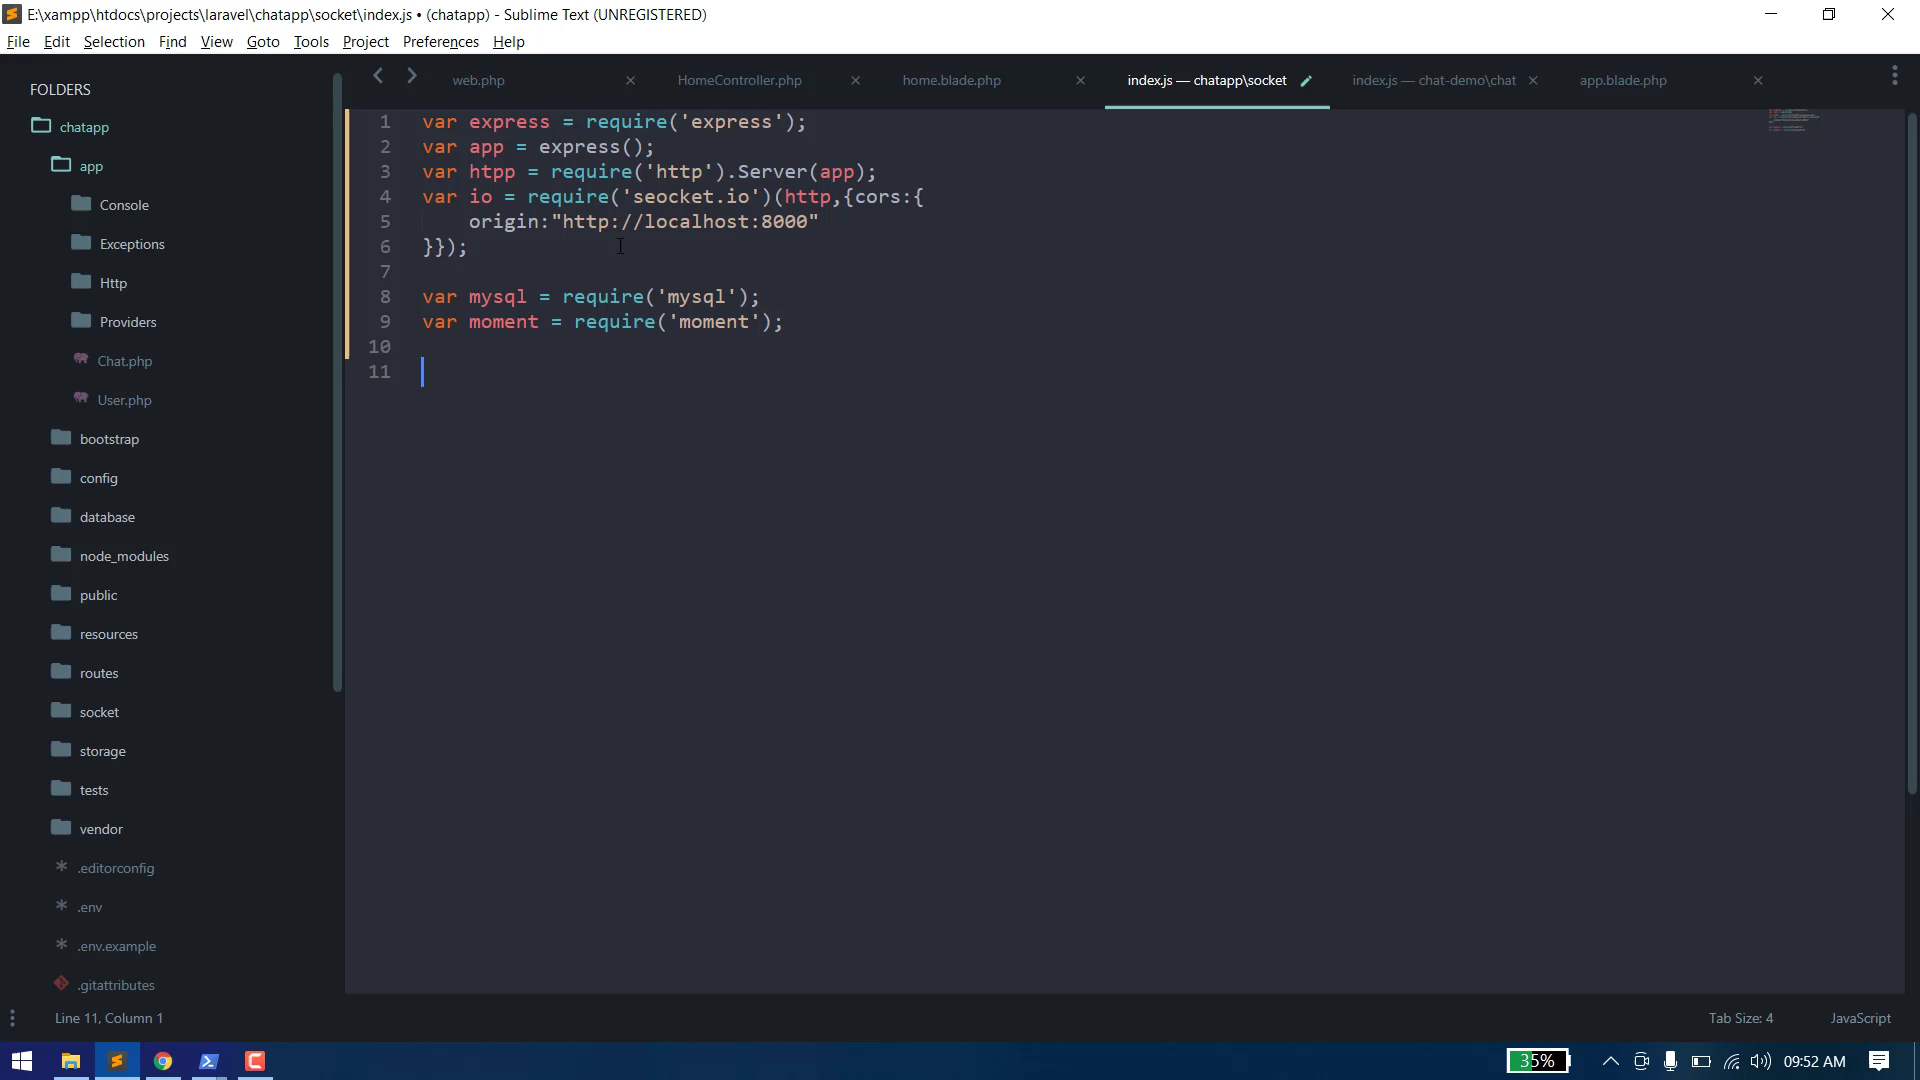 E:\xampp\htdocs\projects\laravel\chatapp\socket\index.js • (chatapp) - Sublime Text (UNREGISTERED)
File Edit Selection Find View Goto Tools Project Preferences Help
FOLDERS
chatapp
app
Console
Exceptions
Http
Providers
Chat.php
User.php
bootstrap
config
database
node_modules
public
resources
routes
socket
storage
tests
vendor
.editorconfig
.env
.env.example
.gitattributes
web.php HomeController.php home.blade.php index.js — chatapp\socket index.js — chat-demo\chat app.blade.php
1 var express = require('express');
2 var app = express();
3 var htpp = require('http').Server(app);
4 var io = require('seocket.io')(http,{cors:{
5 origin:"http://localhost:8000"
6 }});
7
8 var mysql = require('mysql');
9 var moment = require('moment');
10
11
Line 11, Column 1 Tab Size: 4 JavaScript
35% 09:52 AM